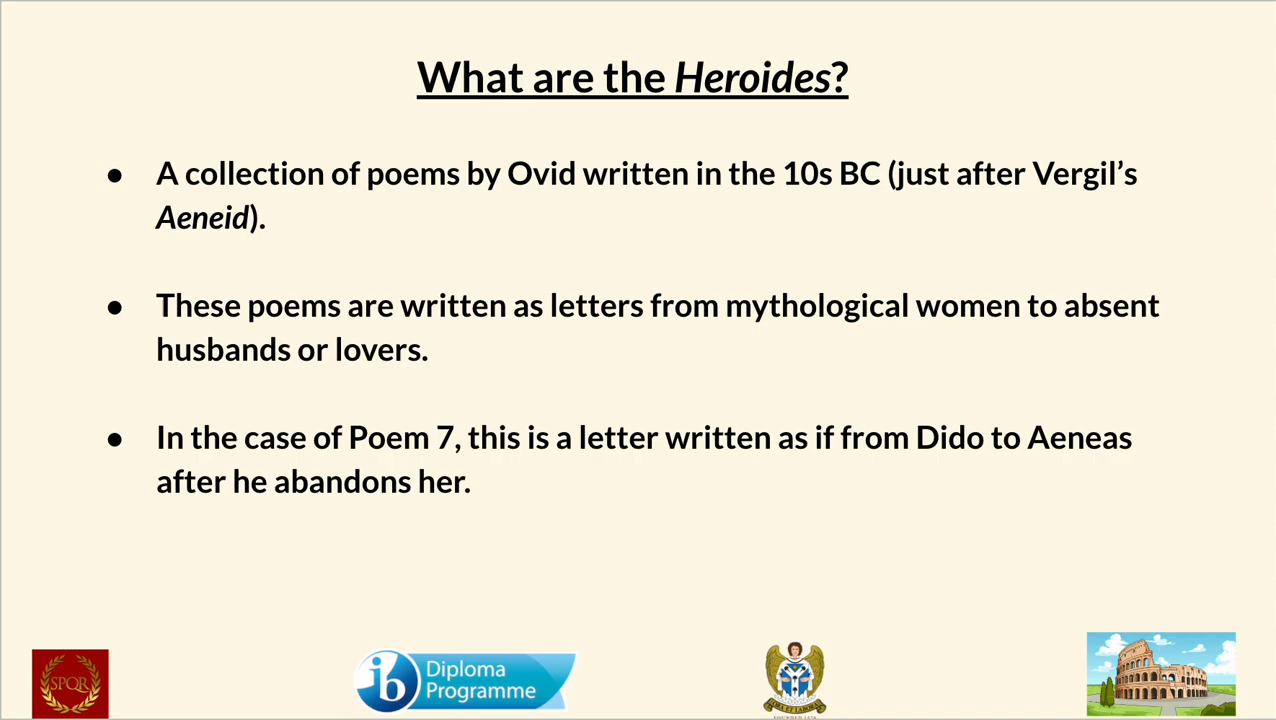 What are the Heroides?
● A collection of poems by Ovid written in the 10s BC (just after Vergil’s
Aeneid).
● These poems are written as letters from mythological women to absent
husbands or lovers.
● In the case of Poem 7, this is a letter written as if from Dido to Aeneas
after he abandons her.
SPQR
ib Diploma
Programme